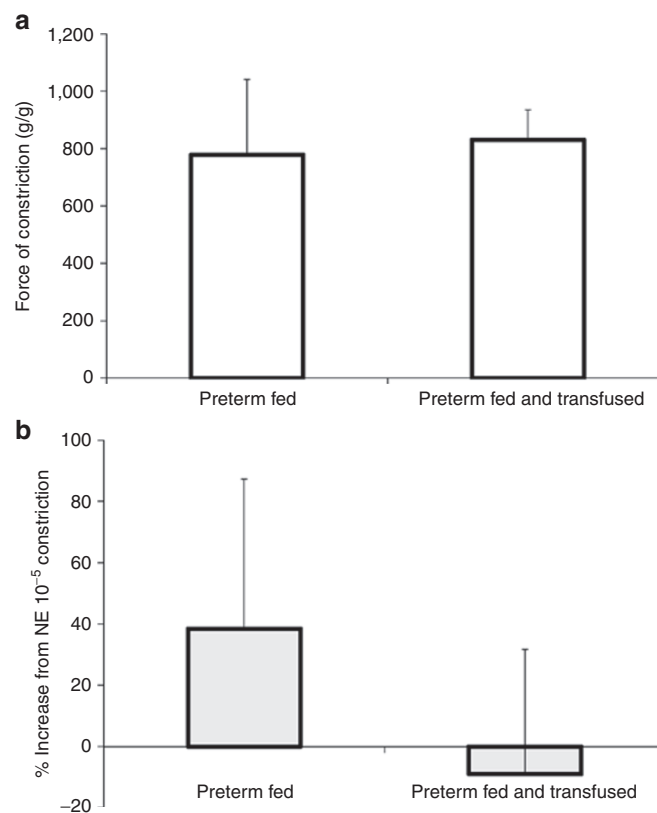 a
1,200
1,000
800
600
400
200
0
Force of constriction (g/g)
Preterm fed Preterm fed and transfused
b
100
80
60
40
20
0
−20
% Increase from NE 10⁻⁵ constriction
Preterm fed Preterm fed and transfused